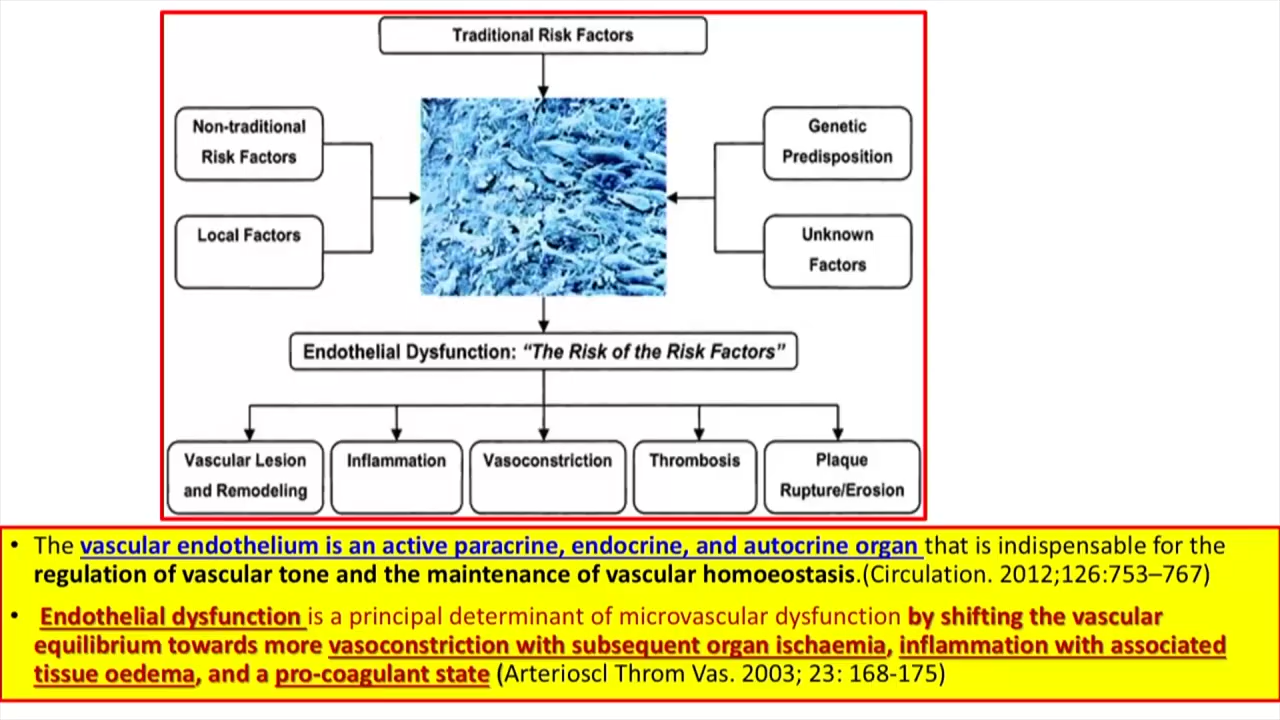 Traditional Risk Factors
Non-traditional
Risk Factors
Genetic
Predisposition
Local Factors
Unknown
Factors
Endothelial Dysfunction: “The Risk of the Risk Factors”
Vascular Lesion
and Remodeling
Inflammation
Vasoconstriction
Thrombosis
Plaque
Rupture/Erosion
• The vascular endothelium is an active paracrine, endocrine, and autocrine organ that is indispensable for the
regulation of vascular tone and the maintenance of vascular homoeostasis.(Circulation. 2012;126:753–767)
• Endothelial dysfunction is a principal determinant of microvascular dysfunction by shifting the vascular
equilibrium towards more vasoconstriction with subsequent organ ischaemia, inflammation with associated
tissue oedema, and a pro-coagulant state (Arterioscl Throm Vas. 2003; 23: 168-175)